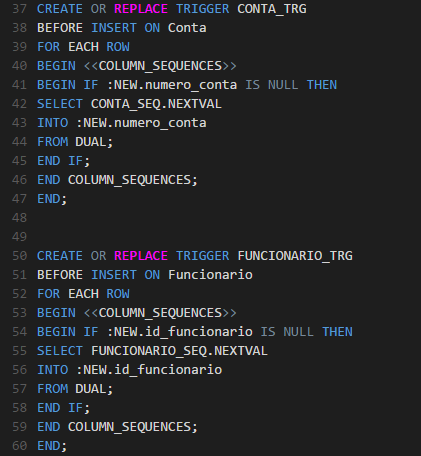 37 CREATE OR REPLACE TRIGGER CONTA_TRG
38 BEFORE INSERT ON Conta
39 FOR EACH ROW
40 BEGIN <<COLUMN_SEQUENCES>>
41 BEGIN IF :NEW.numero_conta IS NULL THEN
42 SELECT CONTA_SEQ.NEXTVAL
43 INTO :NEW.numero_conta
44 FROM DUAL;
45 END IF;
46 END COLUMN_SEQUENCES;
47 END;
48
49
50 CREATE OR REPLACE TRIGGER FUNCIONARIO_TRG
51 BEFORE INSERT ON Funcionario
52 FOR EACH ROW
53 BEGIN <<COLUMN_SEQUENCES>>
54 BEGIN IF :NEW.id_funcionario IS NULL THEN
55 SELECT FUNCIONARIO_SEQ.NEXTVAL
56 INTO :NEW.id_funcionario
57 FROM DUAL;
58 END IF;
59 END COLUMN_SEQUENCES;
60 END;